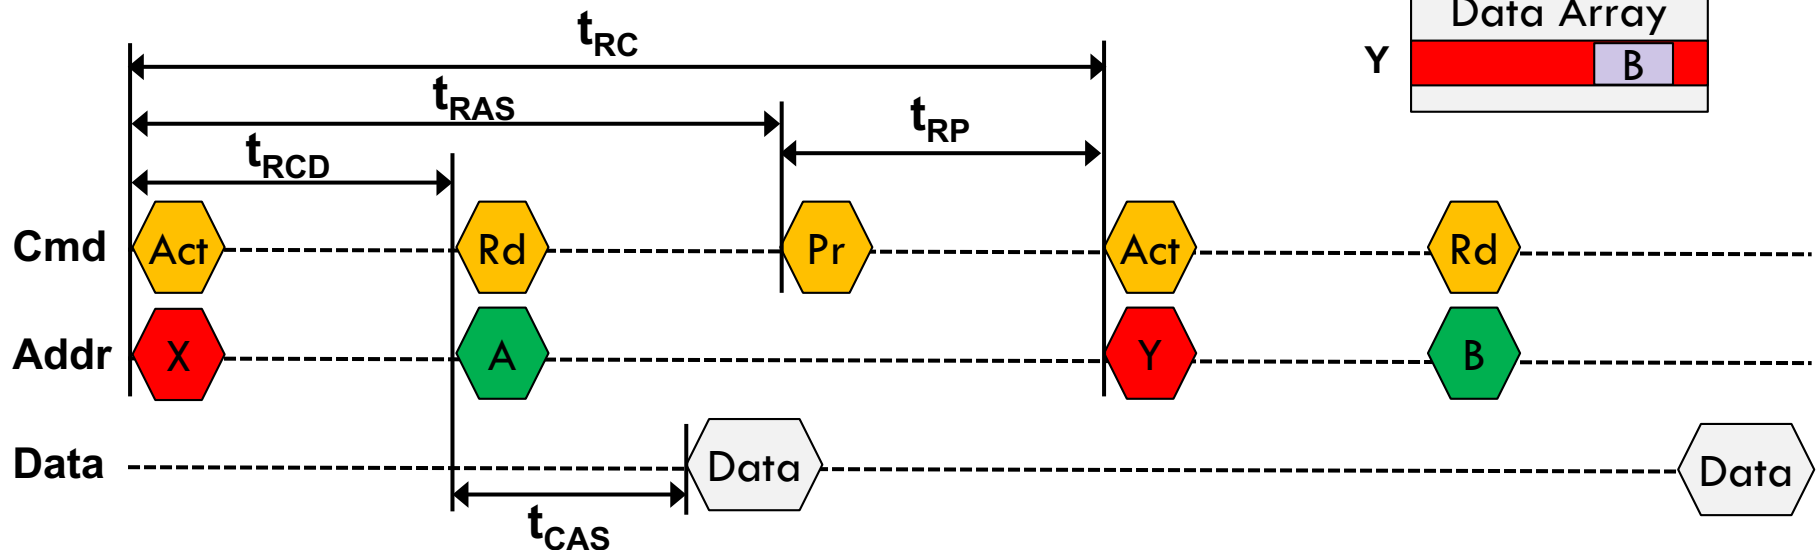 Data Array
Y B
tRC
tRAS
tRP
tRCD
Cmd Act Rd Pr Act Rd
Addr X A Y B
Data Data Data
tCAS